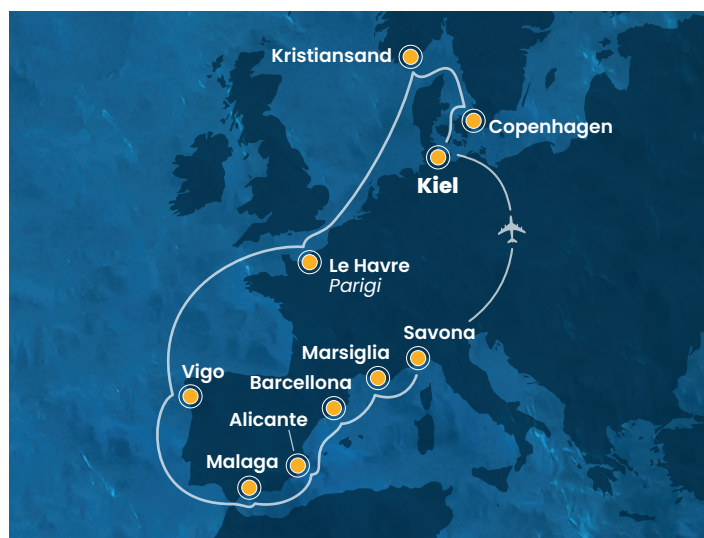 Kristiansand
Copenhagen
Kiel
Le Havre
Parigi
Savona
Marsiglia
Vigo
Barcellona
Alicante
Malaga